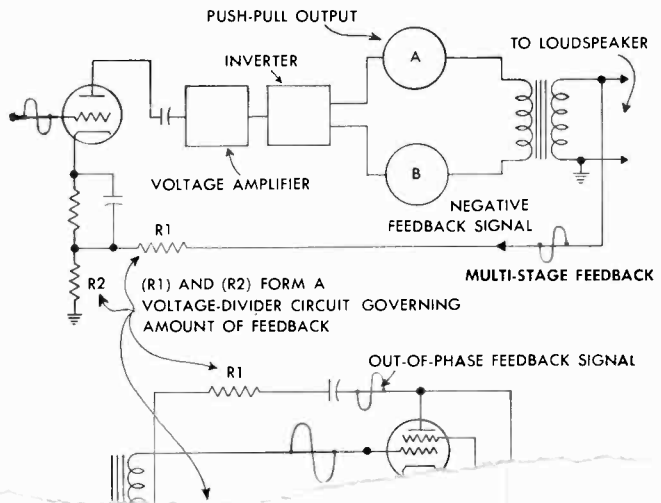 PUSH-PULL OUTPUT
TO LOUDSPEAKER
INVERTER
A
VOLTAGE AMPLIFIER
B
NEGATIVE
FEEDBACK SIGNAL
R1
MULTI-STAGE FEEDBACK
R2
(R1) AND (R2) FORM A
VOLTAGE-DIVIDER CIRCUIT GOVERNING
AMOUNT OF FEEDBACK
R1
OUT-OF-PHASE FEEDBACK SIGNAL